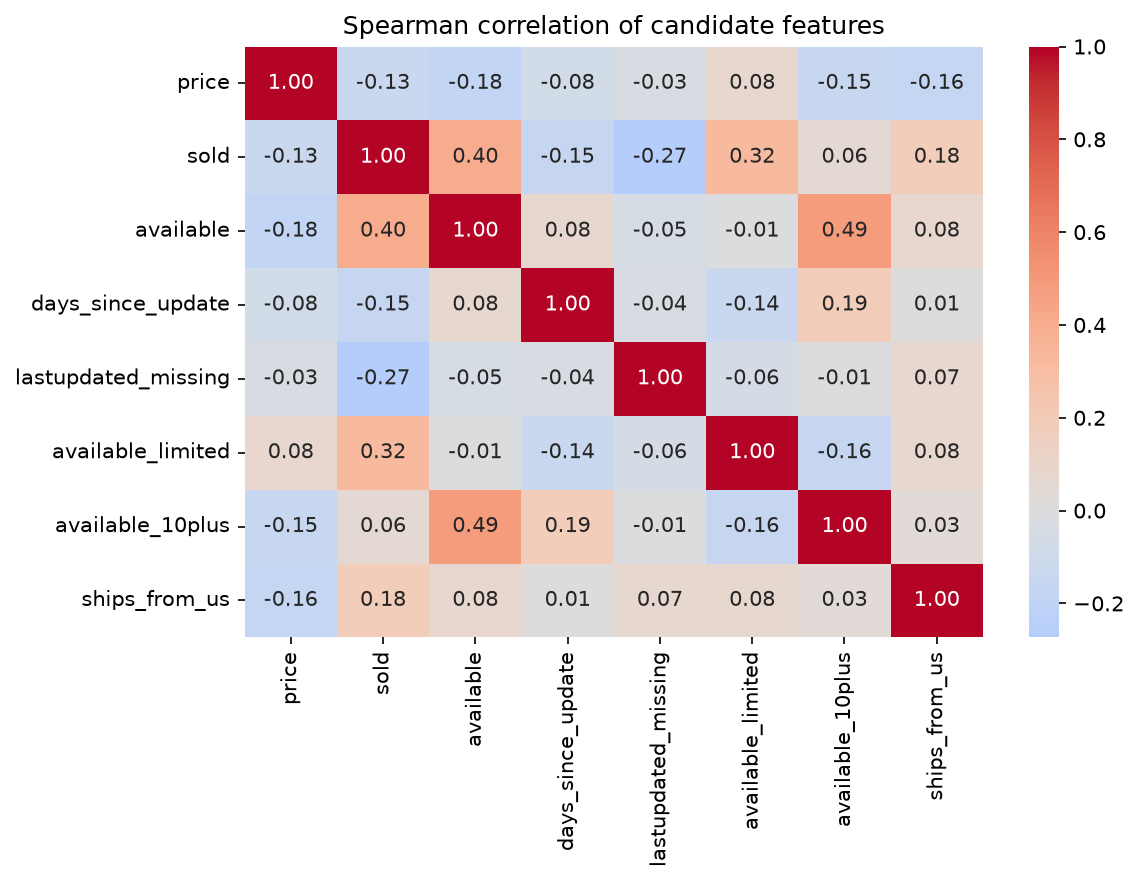 Spearman correlation of candidate features
price 1.00 -0.13 -0.18 -0.08 -0.03 0.08 -0.15 -0.16
sold -0.13 1.00 0.40 -0.15 -0.27 0.32 0.06 0.18
available -0.18 0.40 1.00 0.08 -0.05 -0.01 0.49 0.08
days_since_update -0.08 -0.15 0.08 1.00 -0.04 -0.14 0.19 0.01
lastupdated_missing -0.03 -0.27 -0.05 -0.04 1.00 -0.06 -0.01 0.07
available_limited 0.08 0.32 -0.01 -0.14 -0.06 1.00 -0.16 0.08
available_10plus -0.15 0.06 0.49 0.19 -0.01 -0.16 1.00 0.03
ships_from_us -0.16 0.18 0.08 0.01 0.07 0.08 0.03 1.00
price
sold
available
days_since_update
lastupdated_missing
available_limited
available_10plus
ships_from_us
1.0
0.8
0.6
0.4
0.2
0.0
−0.2